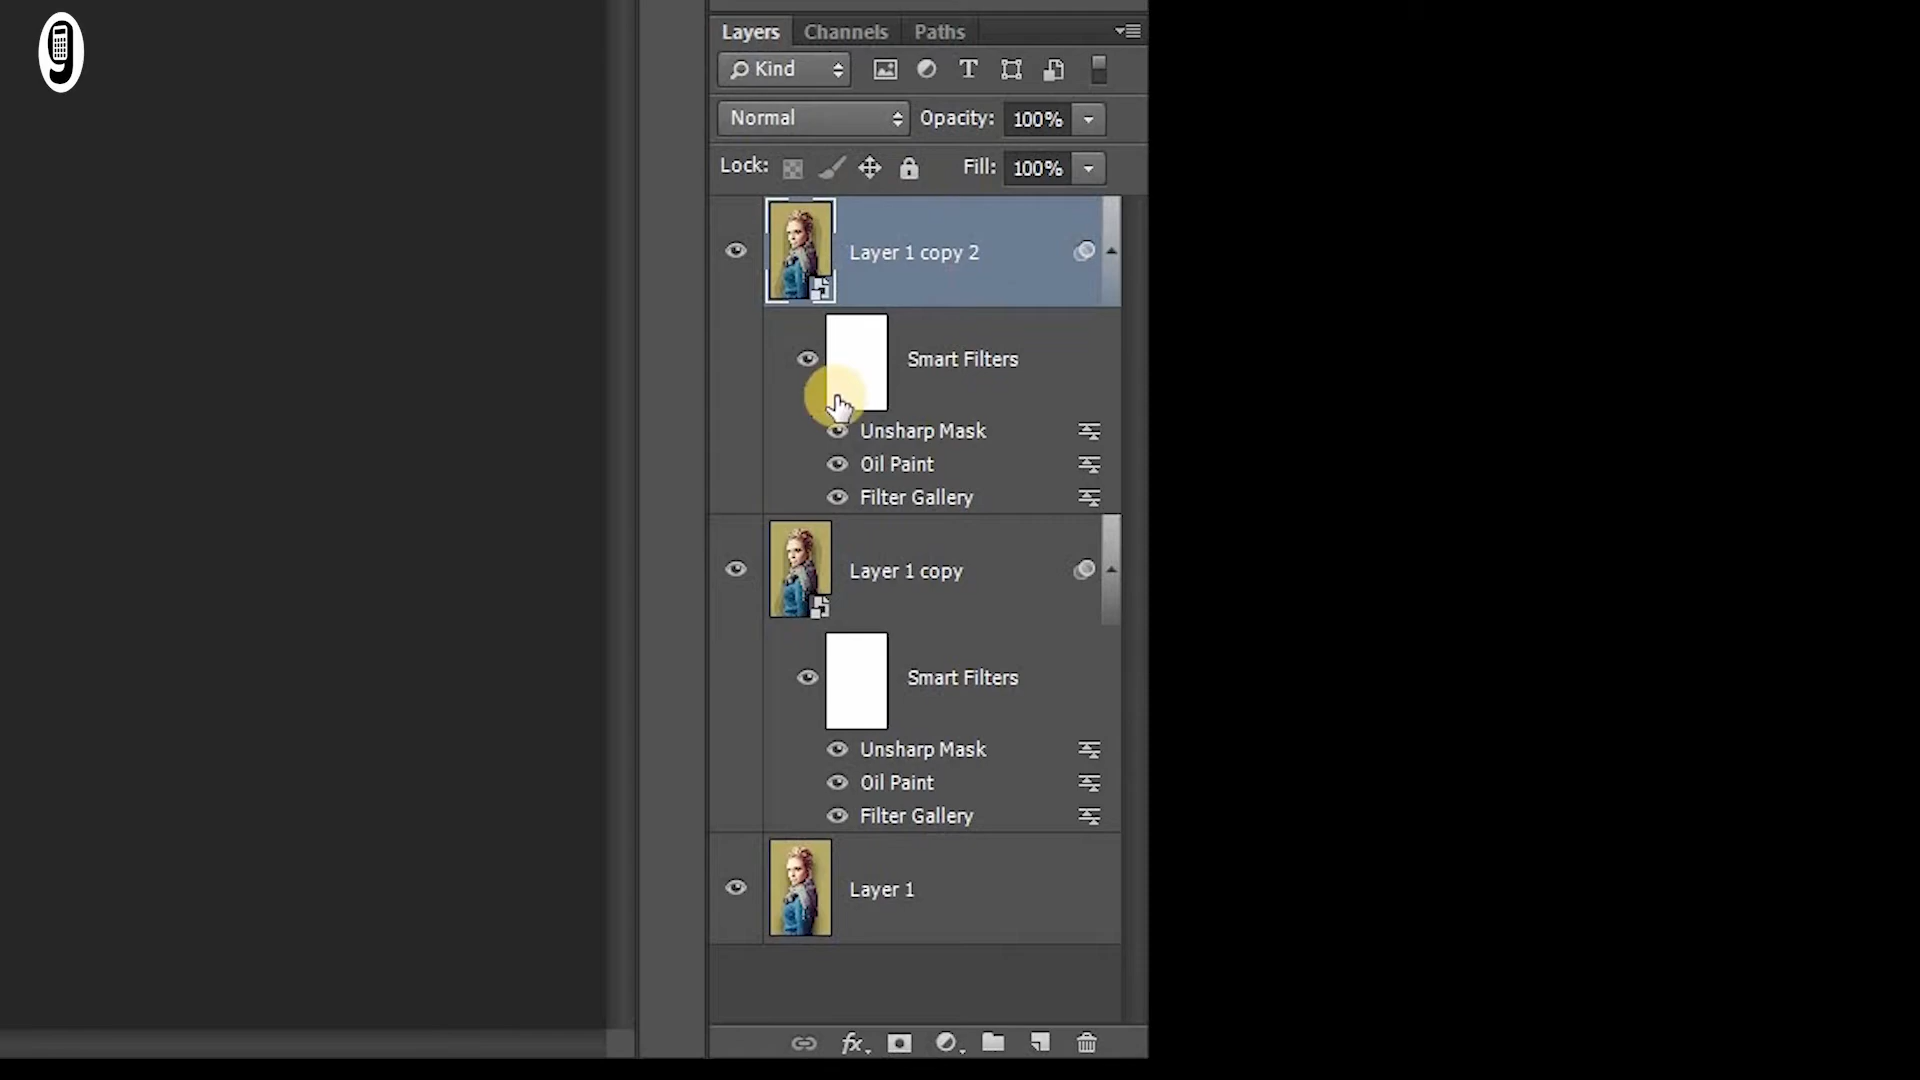 Layers Channels Paths
Kind T
Normal Opacity: 100%
Lock: Fill: 100%
Layer 1 copy 2
Smart Filters
Unsharp Mask
Oil Paint
Filter Gallery
Layer 1 copy
Smart Filters
Unsharp Mask
Oil Paint
Filter Gallery
Layer 1
fx